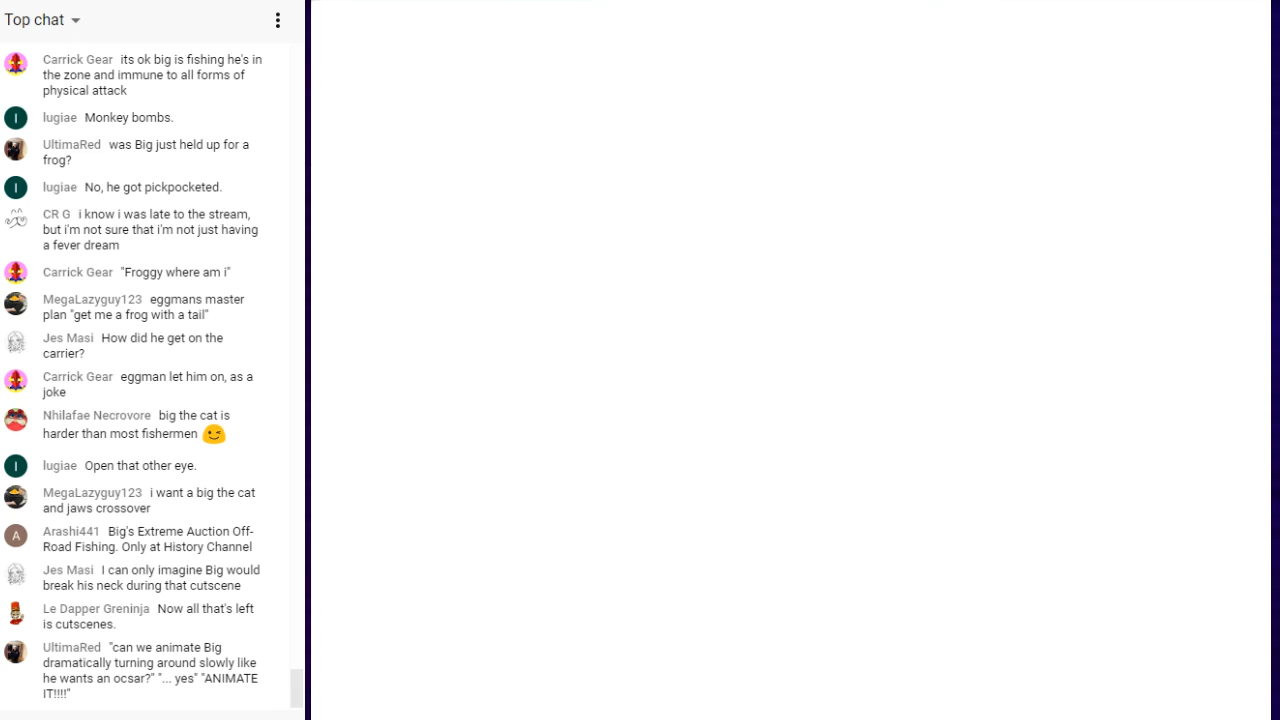 Top chat
Carrick Gear its ok big is fishing he's in
the zone and immune to all forms of
physical attack
I
lugiae Monkey bombs.
UltimaRed was Big just held up for a
frog?
I
lugiae No, he got pickpocketed.
CR G i know i was late to the stream,
but i'm not sure that i'm not just having
a fever dream
Carrick Gear "Froggy where am i"
MegaLazyguy123 eggmans master
plan "get me a frog with a tail"
Jes Masi How did he get on the
carrier?
Carrick Gear eggman let him on, as a
joke
Nhilafae Necrovore big the cat is
harder than most fishermen
I
lugiae Open that other eye.
MegaLazyguy123 i want a big the cat
and jaws crossover
A
Arashi441 Big's Extreme Auction Off-
Road Fishing. Only at History Channel
Jes Masi I can only imagine Big would
break his neck during that cutscene
Le Dapper Greninja Now all that's left
is cutscenes.
UltimaRed "can we animate Big
dramatically turning around slowly like
he wants an ocsar?" "... yes" "ANIMATE
IT!!!!"